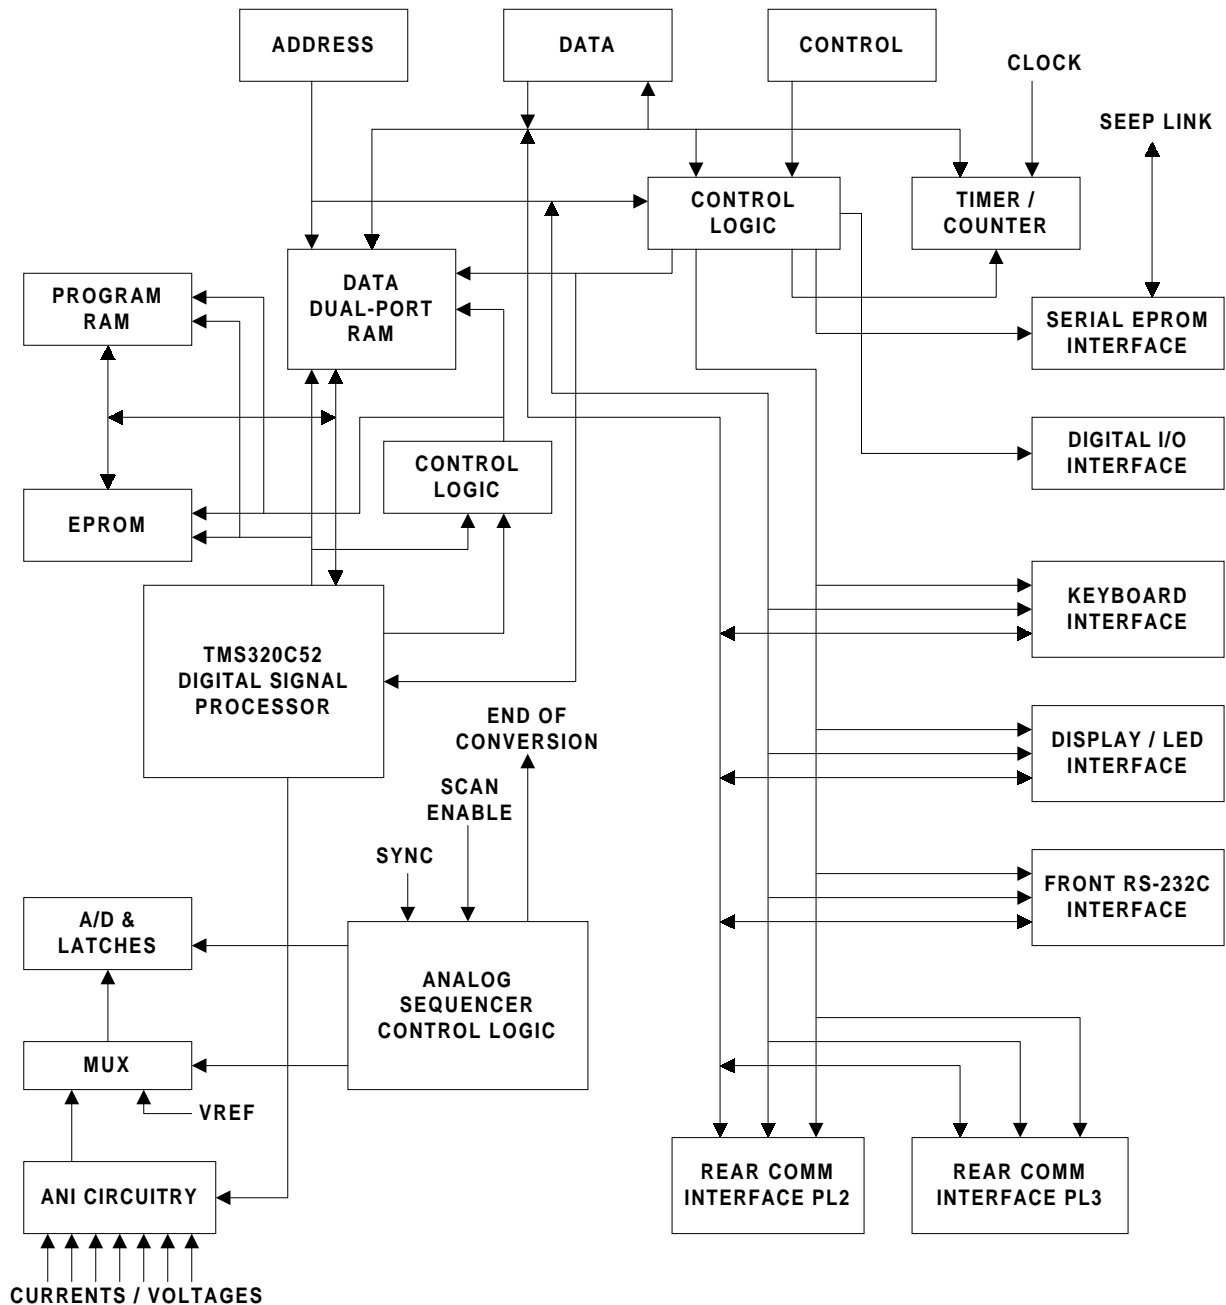 ADDRESS
DATA
CONTROL
CLOCK
SEEP LINK
CONTROL
LOGIC
TIMER /
COUNTER
DATA
DUAL-PORT
RAM
PROGRAM
RAM
SERIAL EPROM
INTERFACE
DIGITAL I/O
INTERFACE
CONTROL
LOGIC
EPROM
KEYBOARD
INTERFACE
TMS320C52
DIGITAL SIGNAL
PROCESSOR
END OF
CONVERSION
DISPLAY / LED
INTERFACE
SCAN
ENABLE
SYNC
FRONT RS-232C
INTERFACE
A/D &
LATCHES
ANALOG
SEQUENCER
CONTROL LOGIC
MUX
VREF
REAR COMM
INTERFACE PL2
REAR COMM
INTERFACE PL3
ANI CIRCUITRY
CURRENTS / VOLTAGES